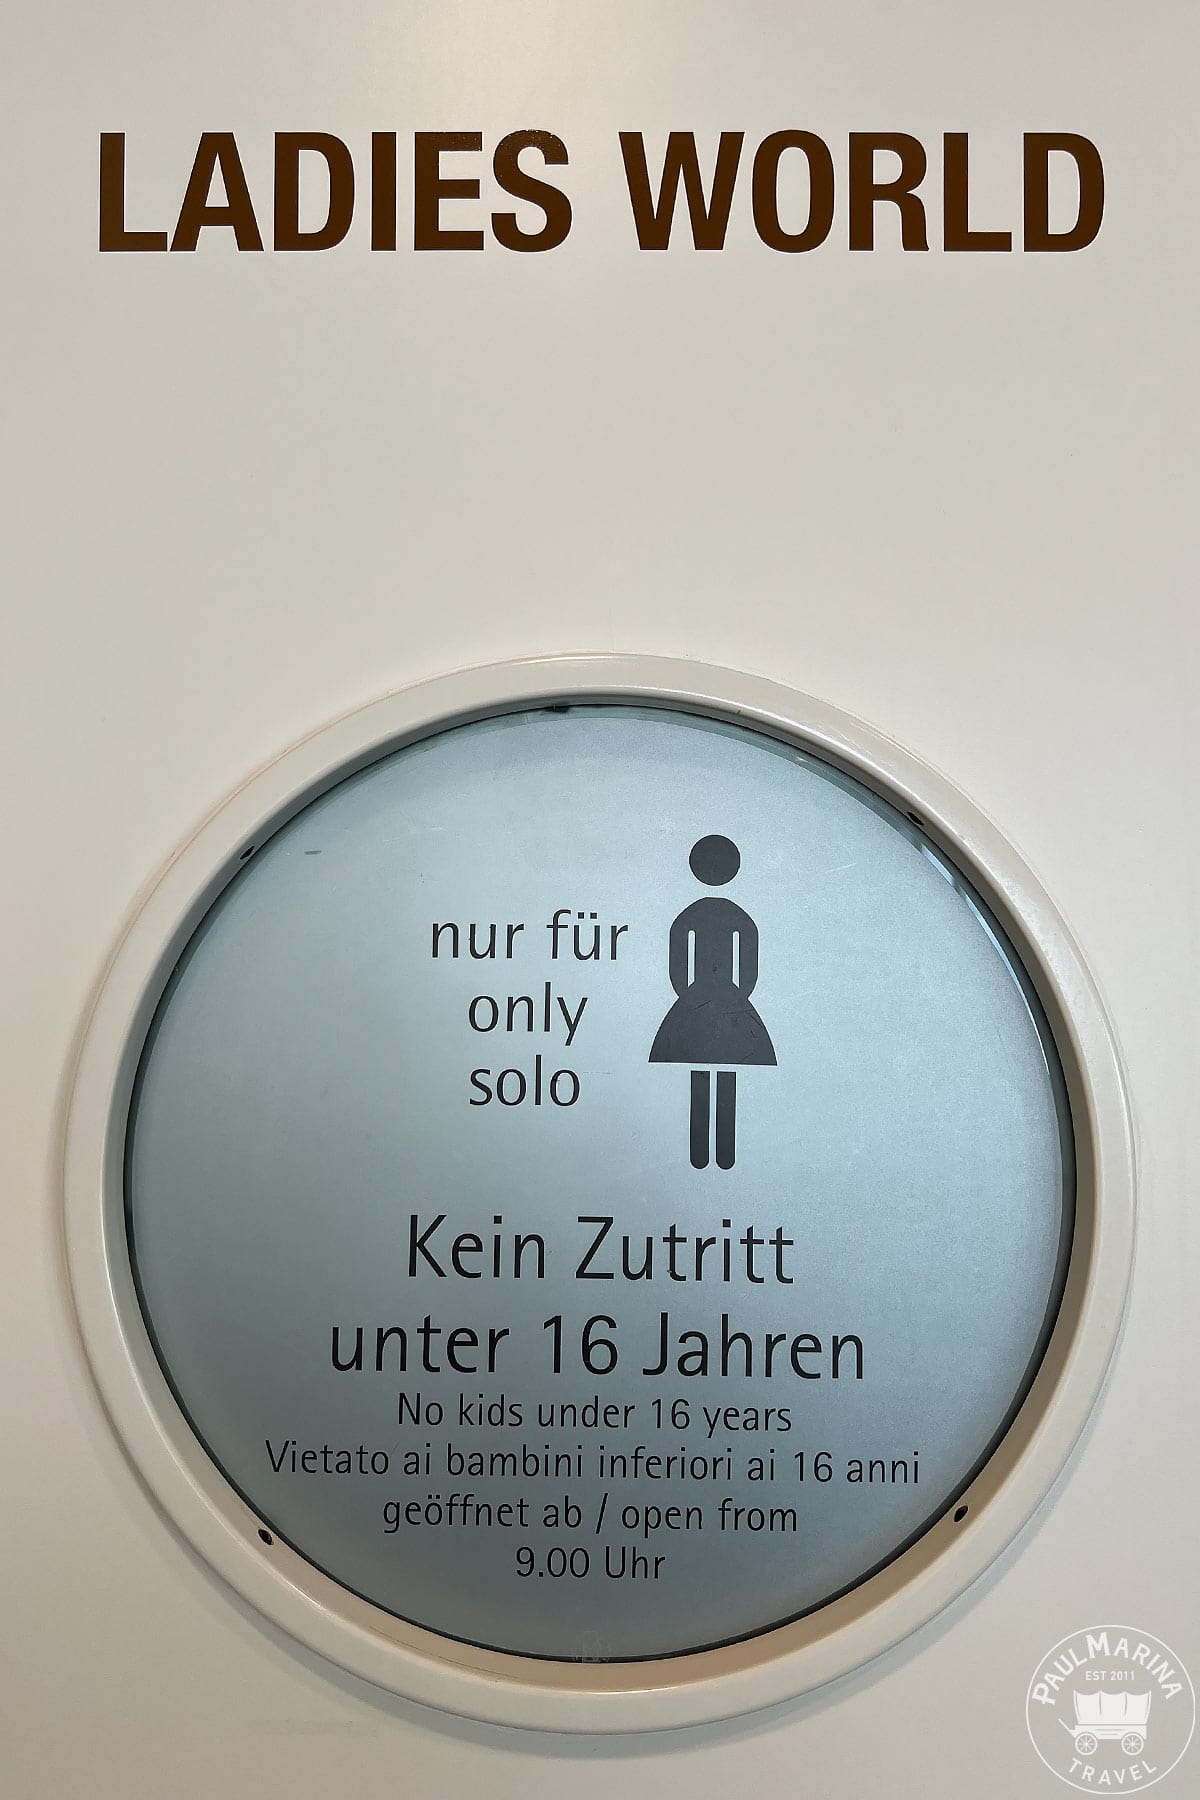 LADIES WORLD
nur für
only
solo
Kein Zutritt
unter 16 Jahren
No kids under 16 years
Vietato ai bambini inferiori ai 16 anni
geöffnet ab / open from
9.00 Uhr
PAULMARINA
EST 2011
TRAVEL